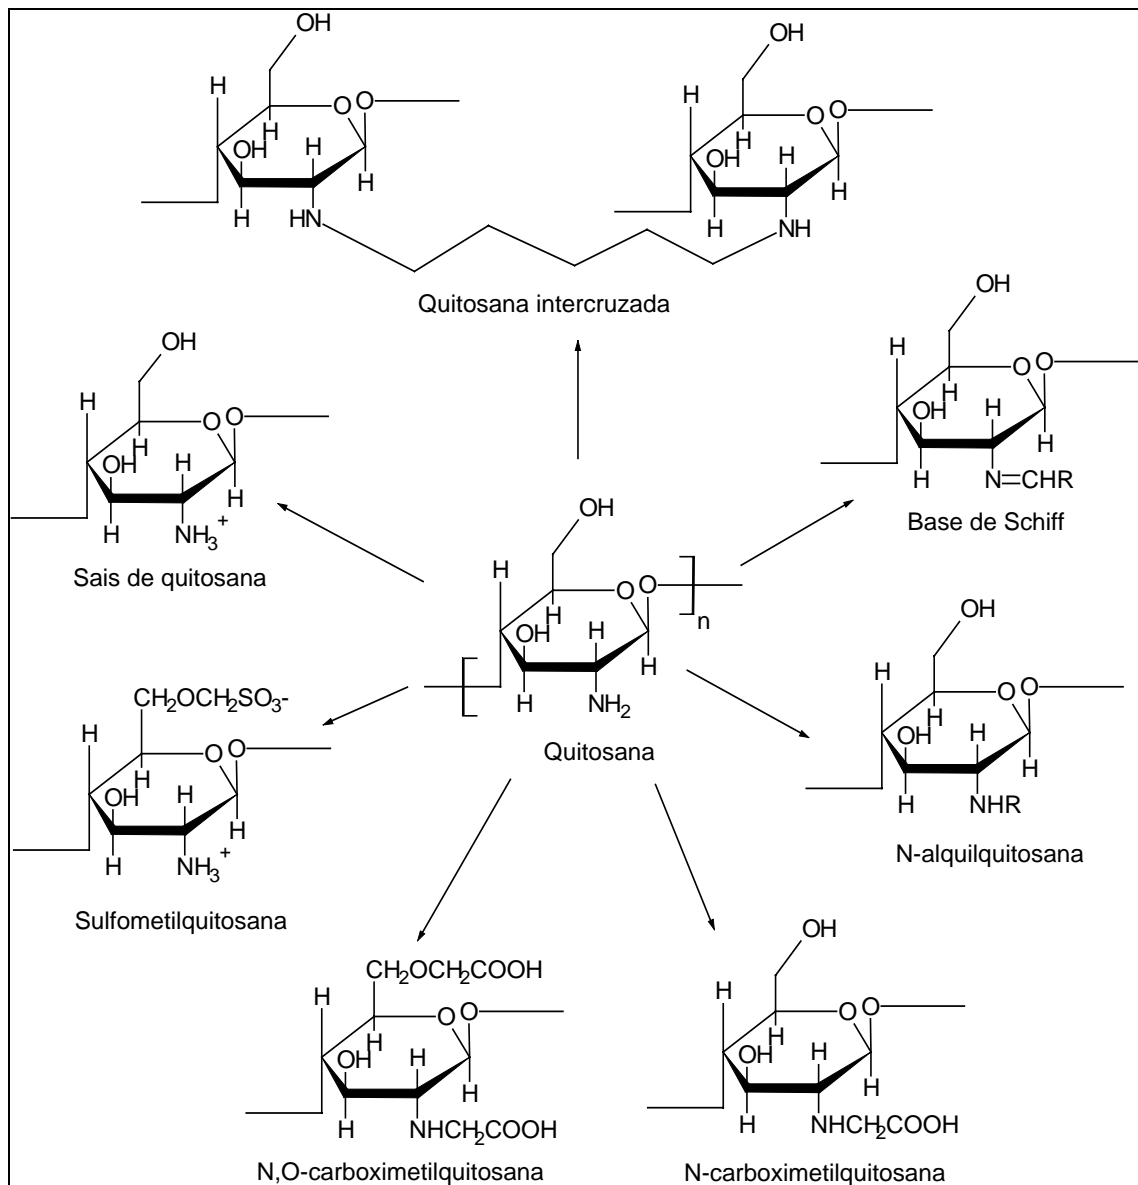 OH
OH
H
O
O
H
OH
H
H
H
HN
H
O
O
H
OH
H
H
H
NH
Quitosana intercruzada
OH
H
O
O
H
OH
H
H
H
N=CHR
Base de Schiff
OH
H
O
O
H
OH
H
H
H
NH3+
Sais de quitosana
OH
H
O
O
H
OH
H
H
H
NH2
n
Quitosana
OH
H
O
O
H
OH
H
H
H
NHR
N-alquilquitosana
CH2OCH2SO3-
H
O
O
H
OH
H
H
H
NH3+
Sulfometilquitosana
CH2OCH2COOH
H
O
O
H
OH
H
H
H
NHCH2COOH
N,O-carboximetilquitosana
OH
H
O
O
H
OH
H
H
H
NHCH2COOH
N-carboximetilquitosana